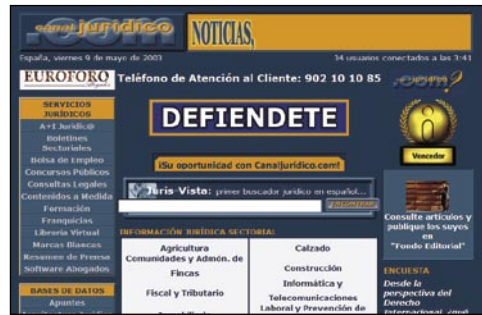 canaljuridico
.com
NOTICIAS,
España, viernes 9 de mayo de 2003
34 usuarios conectados a las 3:41
EUROFORO
Teléfono de Atención al Cliente: 902 10 10 85
.com?
SERVICIOS
JURÍDICOS
A+I Jurídic@
Boletines
Sectoriales
Bolsa de Empleo
Concursos Públicos
Consultas Legales
Contenidos a Medida
Formación
Franquicias
Librería Virtual
Marcas Blancas
Resumen de Prensa
Software Abogados
BASES DE DATOS
Apuntes
DEFIENDETE
¡Su oportunidad con Canaljuridico.com!
Juris-Vista: primer buscador jurídico en español...
ENCONTRAR
INFORMACIÓN JURÍDICA SECTORIAL:
Agricultura
Comunidades y Admón. de
Fincas
Fiscal y Tributario
Calzado
Construcción
Informática y
Telecomunicaciones
Laboral y Prevención de
Vencedor
Consulte artículos y
publique los suyos
en
"Fondo Editorial"
ENCUESTA
Desde la
perspectiva del
Derecho
Internacional, ¿qué